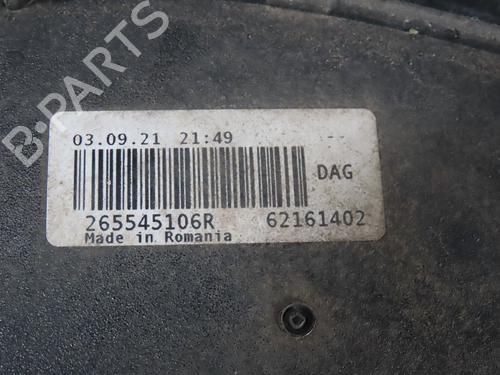 B-PARTS
03.09.21 21:49 ---
DAG
265545106R 62161402
Made in Romania